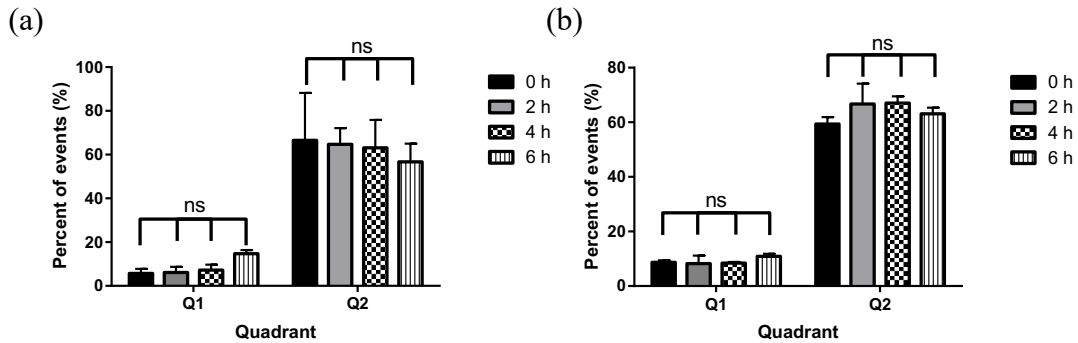 (a)
ns
100
80
60
40
20
0
Percent of events (%)
ns
Q1
Q2
Quadrant
0 h
2 h
4 h
6 h
(b)
ns
80
60
40
20
0
Percent of events (%)
ns
Q1
Q2
Quadrant
0 h
2 h
4 h
6 h